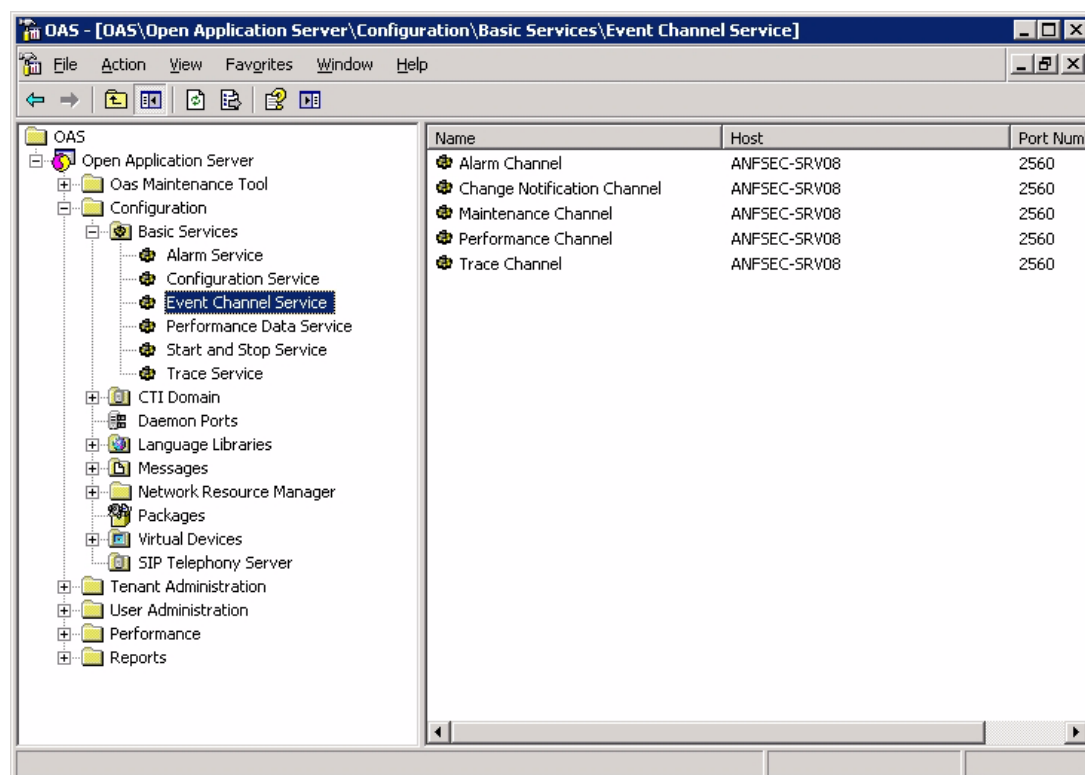 OAS - [OAS\Open Application Server\Configuration\Basic Services\Event Channel Service]
File Action View Favorites Window Help
OAS
Open Application Server
Oas Maintenance Tool
Configuration
Basic Services
Alarm Service
Configuration Service
Event Channel Service
Performance Data Service
Start and Stop Service
Trace Service
CTI Domain
Daemon Ports
Language Libraries
Messages
Network Resource Manager
Packages
Virtual Devices
SIP Telephony Server
Tenant Administration
User Administration
Performance
Reports
Name Host Port Num
Alarm Channel ANFSEC-SRV08 2560
Change Notification Channel ANFSEC-SRV08 2560
Maintenance Channel ANFSEC-SRV08 2560
Performance Channel ANFSEC-SRV08 2560
Trace Channel ANFSEC-SRV08 2560